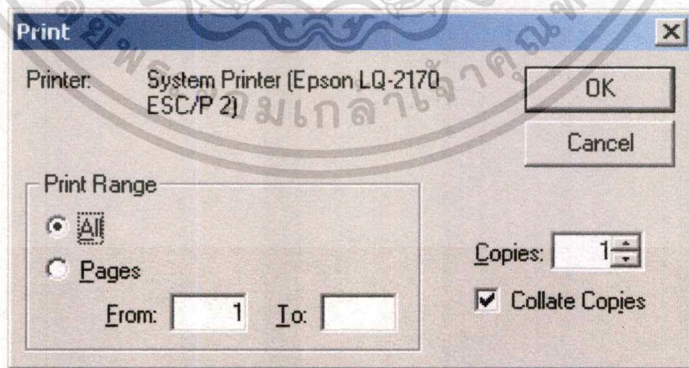 Print
Printer: System Printer (Epson LQ-2170
ESC/P 2)
OK
Cancel
Print Range
All
Pages
From: 1 To:
Copies: 1
Collate Copies